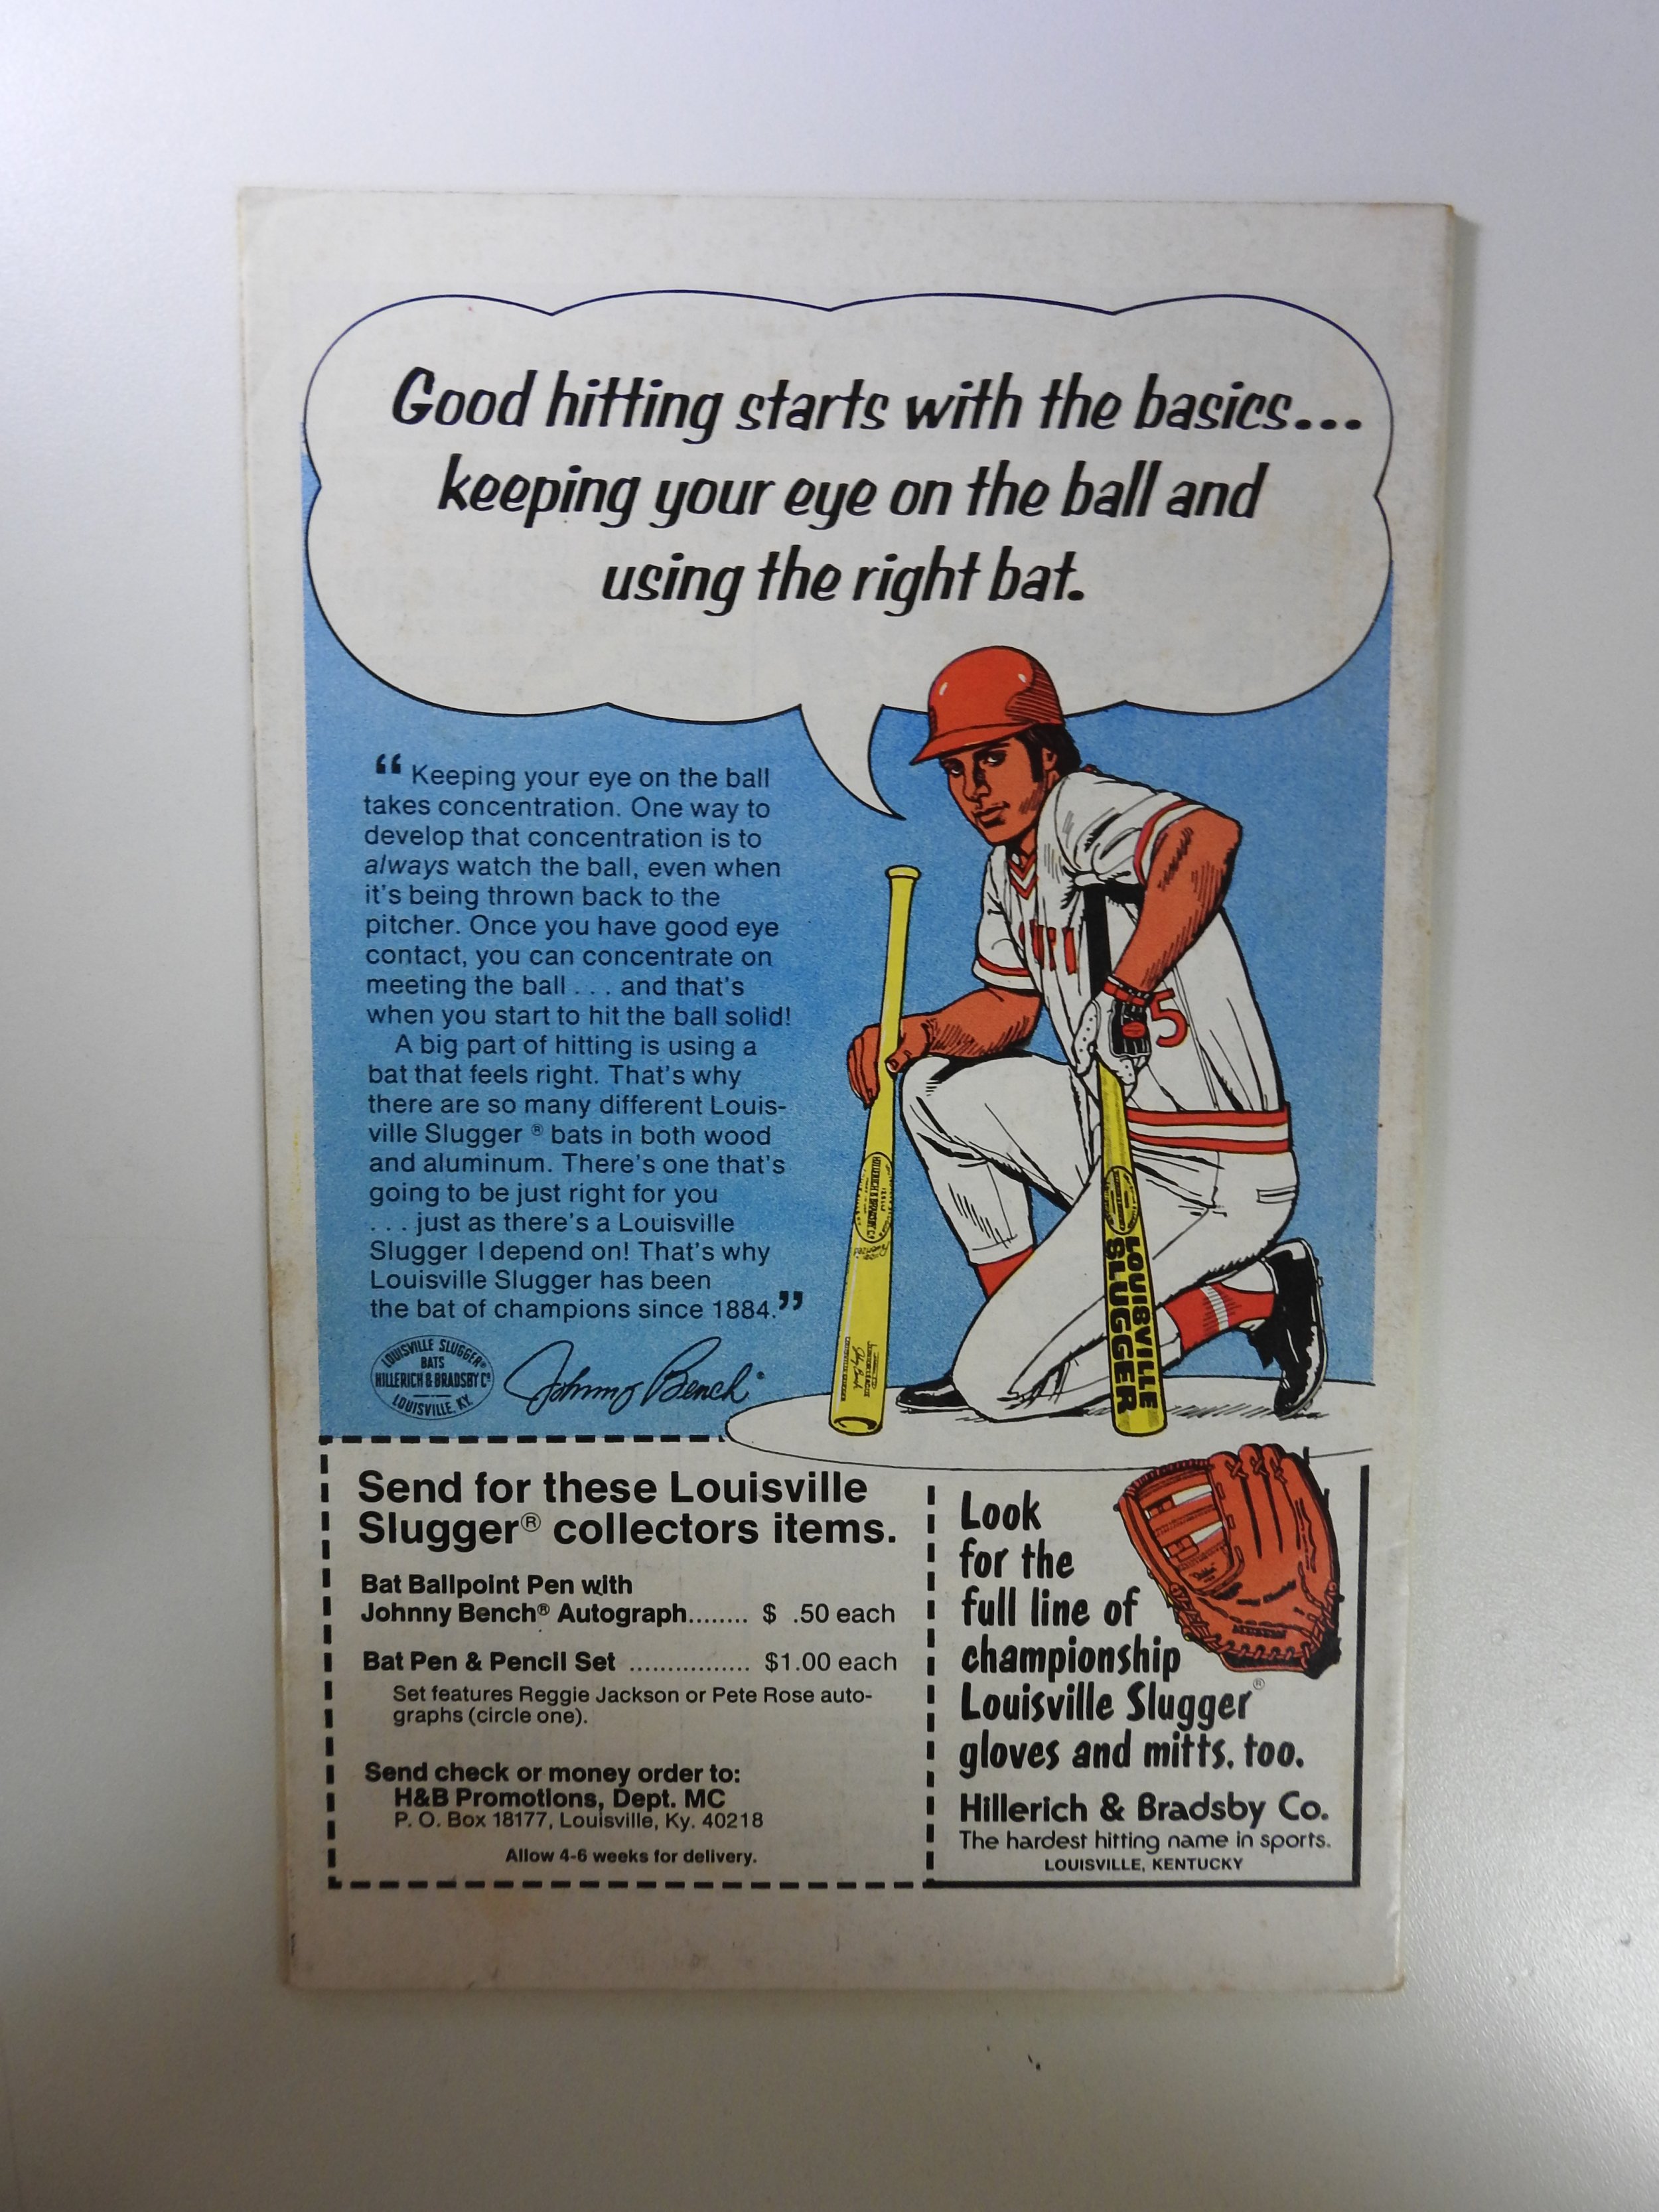 Good hitting starts with the basics...
keeping your eye on the ball and
using the right bat.
“ Keeping your eye on the ball
takes concentration. One way to
develop that concentration is to
always watch the ball, even when
it's being thrown back to the
pitcher. Once you have good eye
contact, you can concentrate on
meeting the ball . . . and that's
when you start to hit the ball solid!
A big part of hitting is using a
bat that feels right. That's why
there are so many different Louis-
ville Slugger ® bats in both wood
and aluminum. There's one that's
going to be just right for you
. . . just as there's a Louisville
Slugger I depend on! That's why
Louisville Slugger has been
the bat of champions since 1884.”
LOUISVILLE SLUGGER®
BATS
HILLERICH & BRADSBY Cº
LOUISVILLE, KY.
Johnny Bench
5
HILLERICH & BRADSBY Cº
LOUISVILLE
SLUGGER
Send for these Louisville
Slugger® collectors items.
Bat Ballpoint Pen with
Johnny Bench® Autograph........ $ .50 each
Bat Pen & Pencil Set ................ $1.00 each
Set features Reggie Jackson or Pete Rose auto-
graphs (circle one).
Send check or money order to:
H&B Promotions, Dept. MC
P. O. Box 18177, Louisville, Ky. 40218
Allow 4-6 weeks for delivery.
Look
for the
full line of
championship
Louisville Slugger®
gloves and mitts, too.
Hillerich & Bradsby Co.
The hardest hitting name in sports.
LOUISVILLE, KENTUCKY